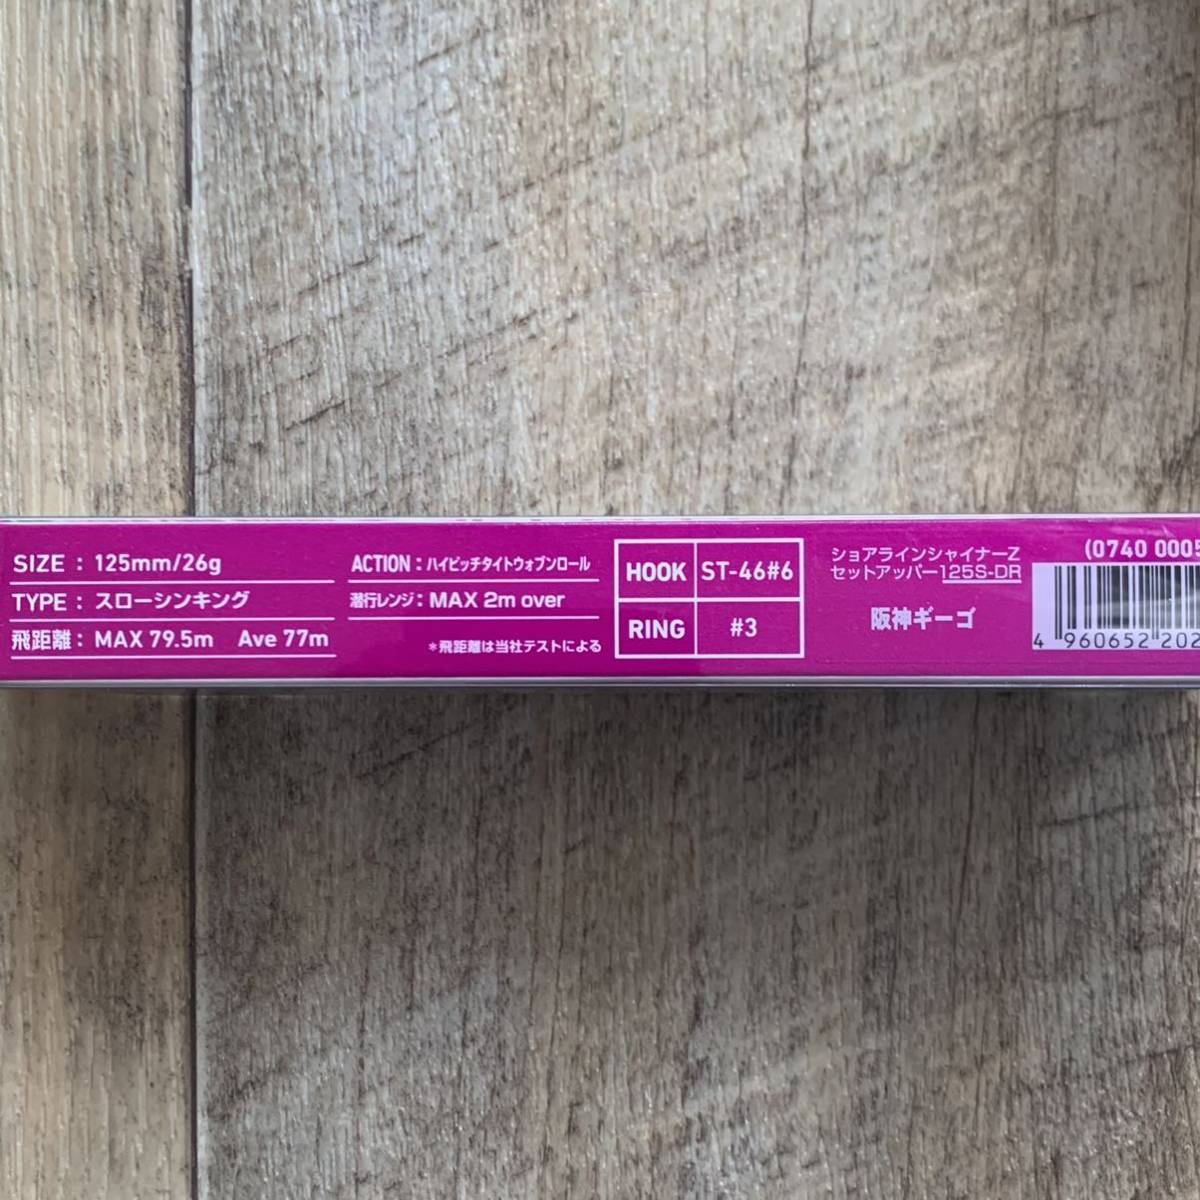 SIZE : 125mm/26g
TYPE : スローシンキング
飛距離 : MAX 79.5m Ave 77m
ACTION : ハイピッチタイトウォブンロール
潜行レンジ : MAX 2m over
*飛距離は当社テストによる
HOOK ST-46#6
RING #3
ショアラインシャイナーZ
セットアッパー125S-DR
阪神ギーゴ
(0740 0005
4 960652 202